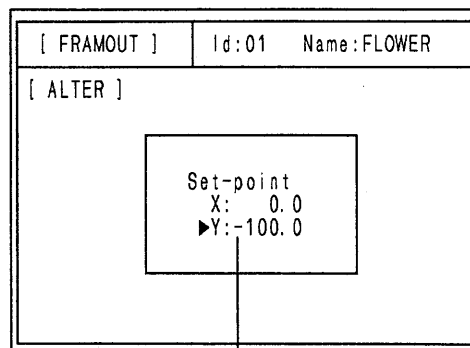 [ FRAMOUT ] Id:01 Name:FLOWER
[ ALTER ]
Set-point
X: 0.0
▶Y:-100.0